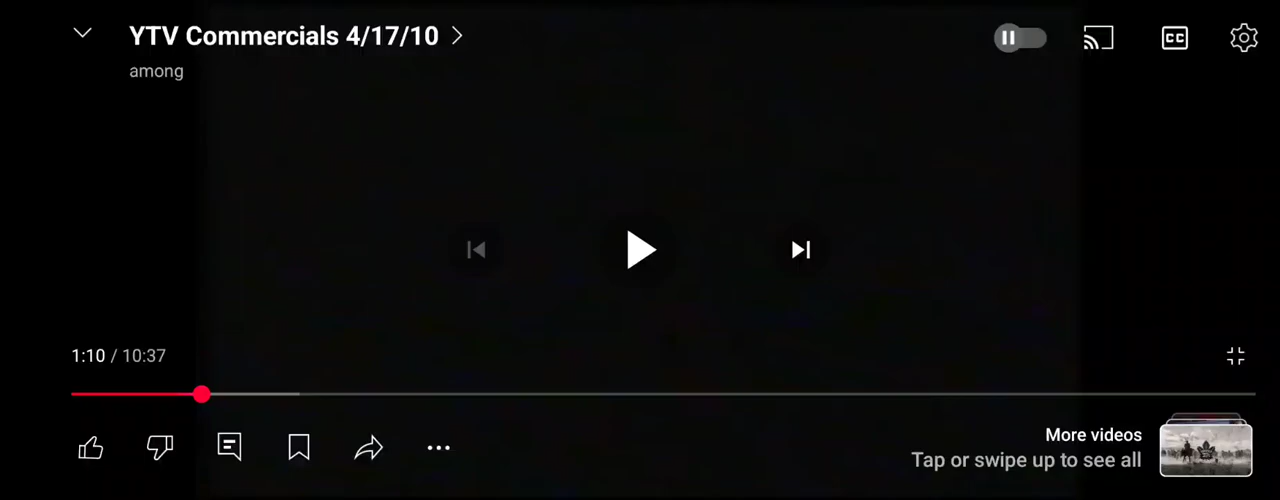 YTV Commercials 4/17/10
among
CC
1:10 / 10:37
More videos
Tap or swipe up to see all